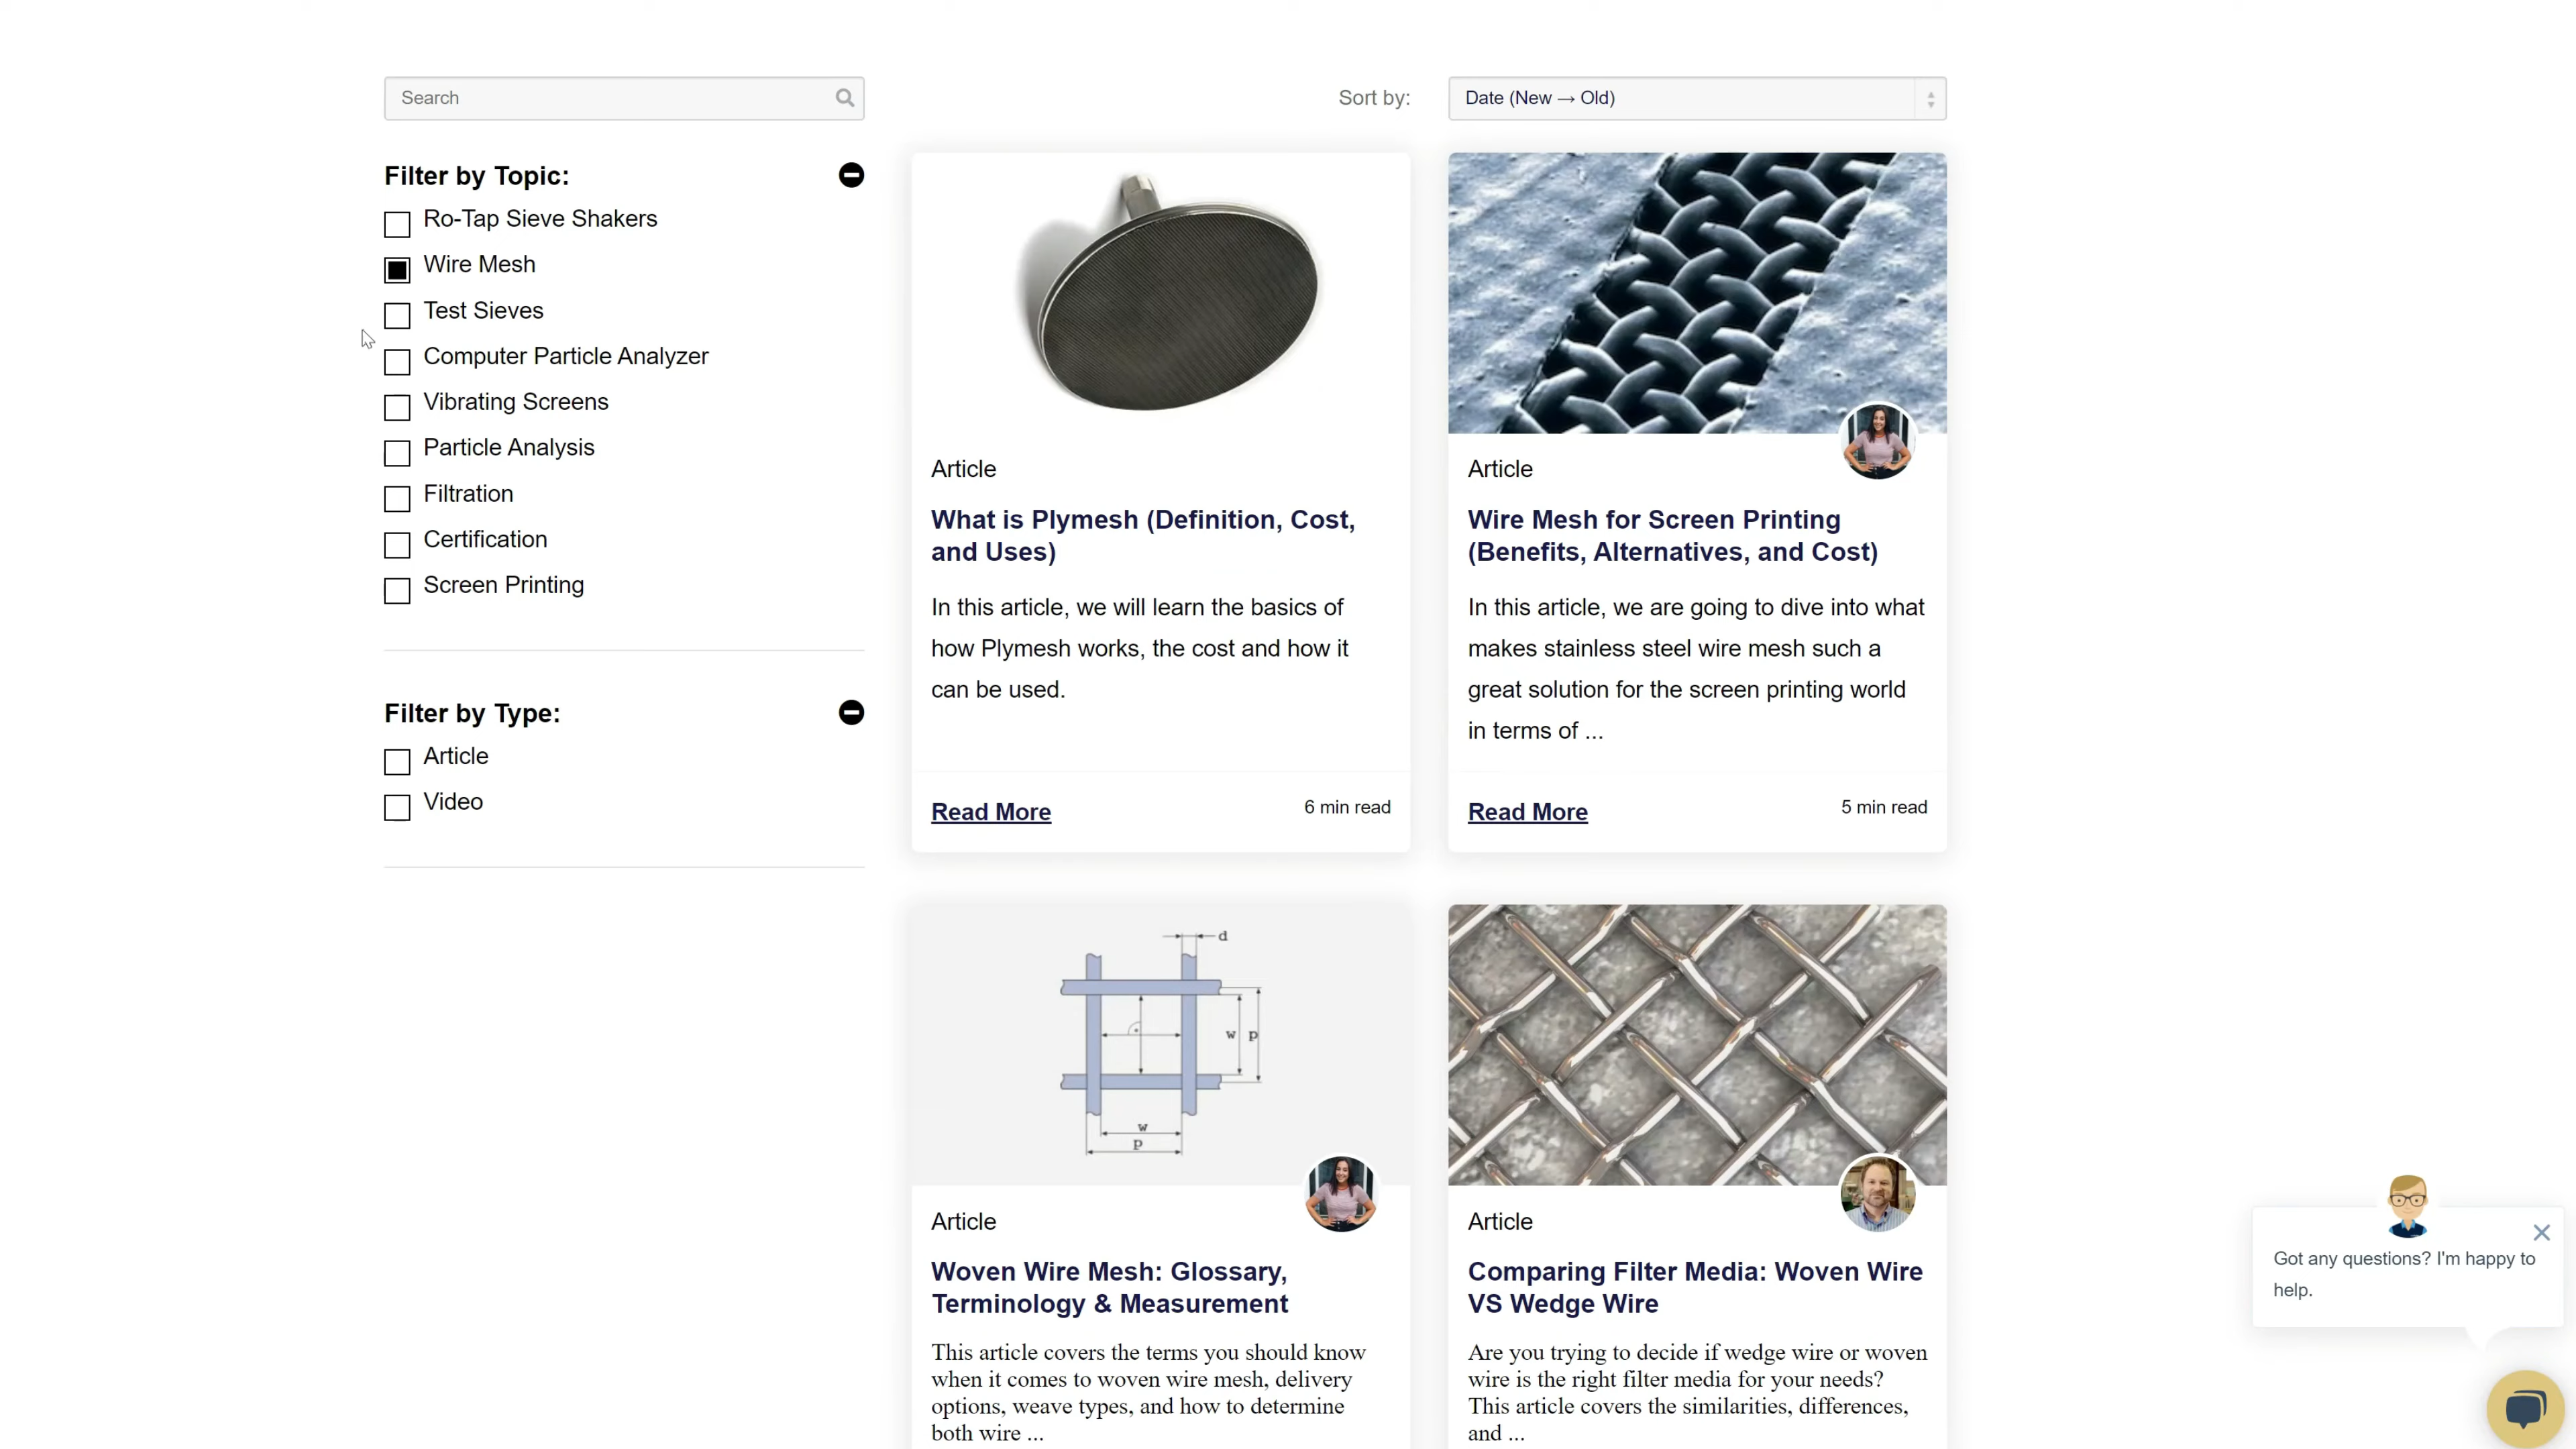 Search
Sort by:
Date (New → Old)
Filter by Topic:
Ro-Tap Sieve Shakers
Wire Mesh
Test Sieves
Computer Particle Analyzer
Vibrating Screens
Particle Analysis
Filtration
Certification
Screen Printing
Filter by Type:
Article
Video
Article
What is Plymesh (Definition, Cost,
and Uses)
In this article, we will learn the basics of
how Plymesh works, the cost and how it
can be used.
Read More
6 min read
Article
Wire Mesh for Screen Printing
(Benefits, Alternatives, and Cost)
In this article, we are going to dive into what
makes stainless steel wire mesh such a
great solution for the screen printing world
in terms of ...
Read More
5 min read
d
w p
w
p
Article
Woven Wire Mesh: Glossary,
Terminology & Measurement
This article covers the terms you should know
when it comes to woven wire mesh, delivery
options, weave types, and how to determine
both wire ...
Article
Comparing Filter Media: Woven Wire
VS Wedge Wire
Are you trying to decide if wedge wire or woven
wire is the right filter media for your needs?
This article covers the similarities, differences,
and ...
Got any questions? I'm happy to
help.